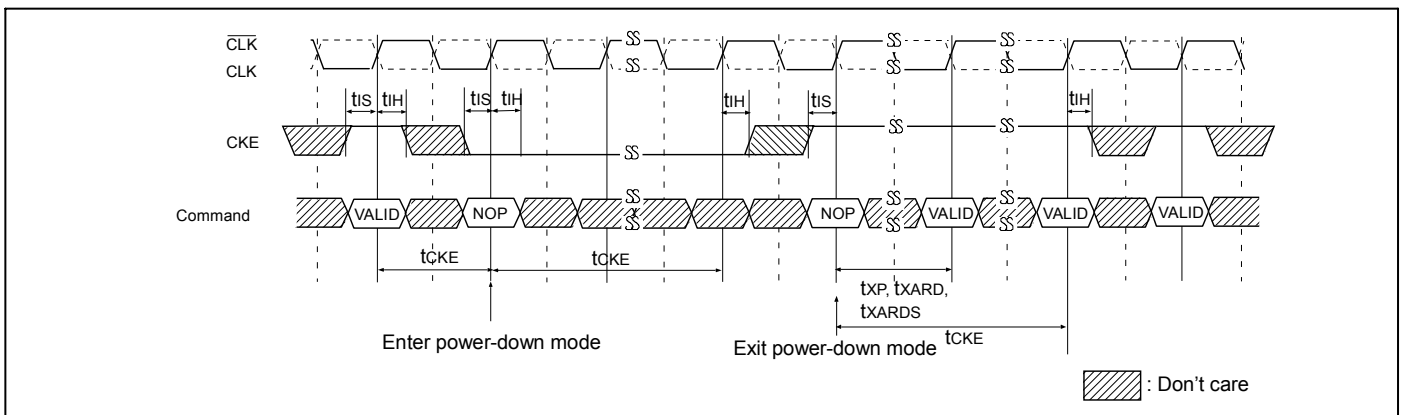 CLK
CLK
tIS tIH tIS tIH tIH tIS tIH
CKE
Command
VALID NOP NOP VALID VALID VALID
tCKE tCKE
tXP, tXARD,
tXARDS
tCKE
Enter power-down mode
Exit power-down mode
: Don't care